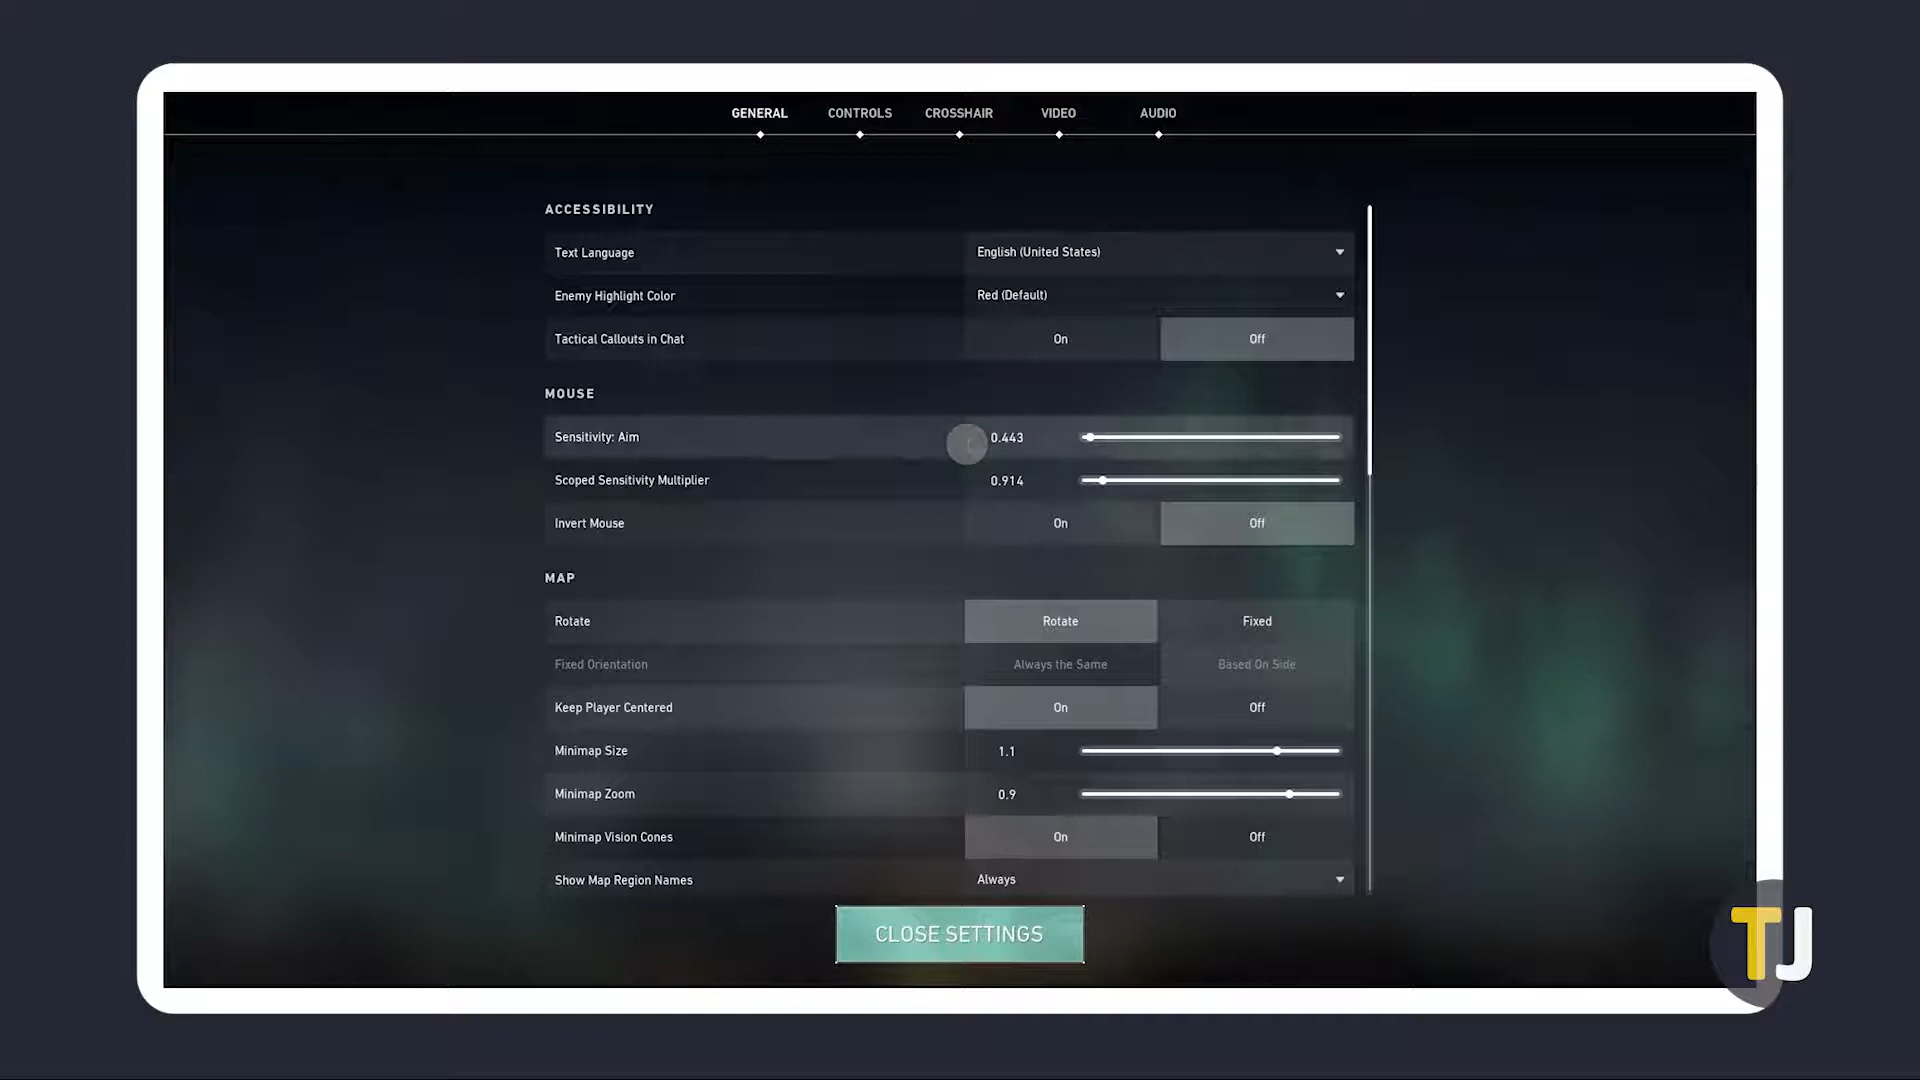 GENERAL CONTROLS CROSSHAIR VIDEO AUDIO
ACCESSIBILITY
Text Language English (United States)
Enemy Highlight Color Red (Default)
Tactical Callouts in Chat On Off
MOUSE
Sensitivity: Aim 0.443
Scoped Sensitivity Multiplier 0.914
Invert Mouse On Off
MAP
Rotate Rotate Fixed
Fixed Orientation Always the Same Based On Side
Keep Player Centered On Off
Minimap Size 1.1
Minimap Zoom 0.9
Minimap Vision Cones On Off
Show Map Region Names Always
CLOSE SETTINGS
TJ